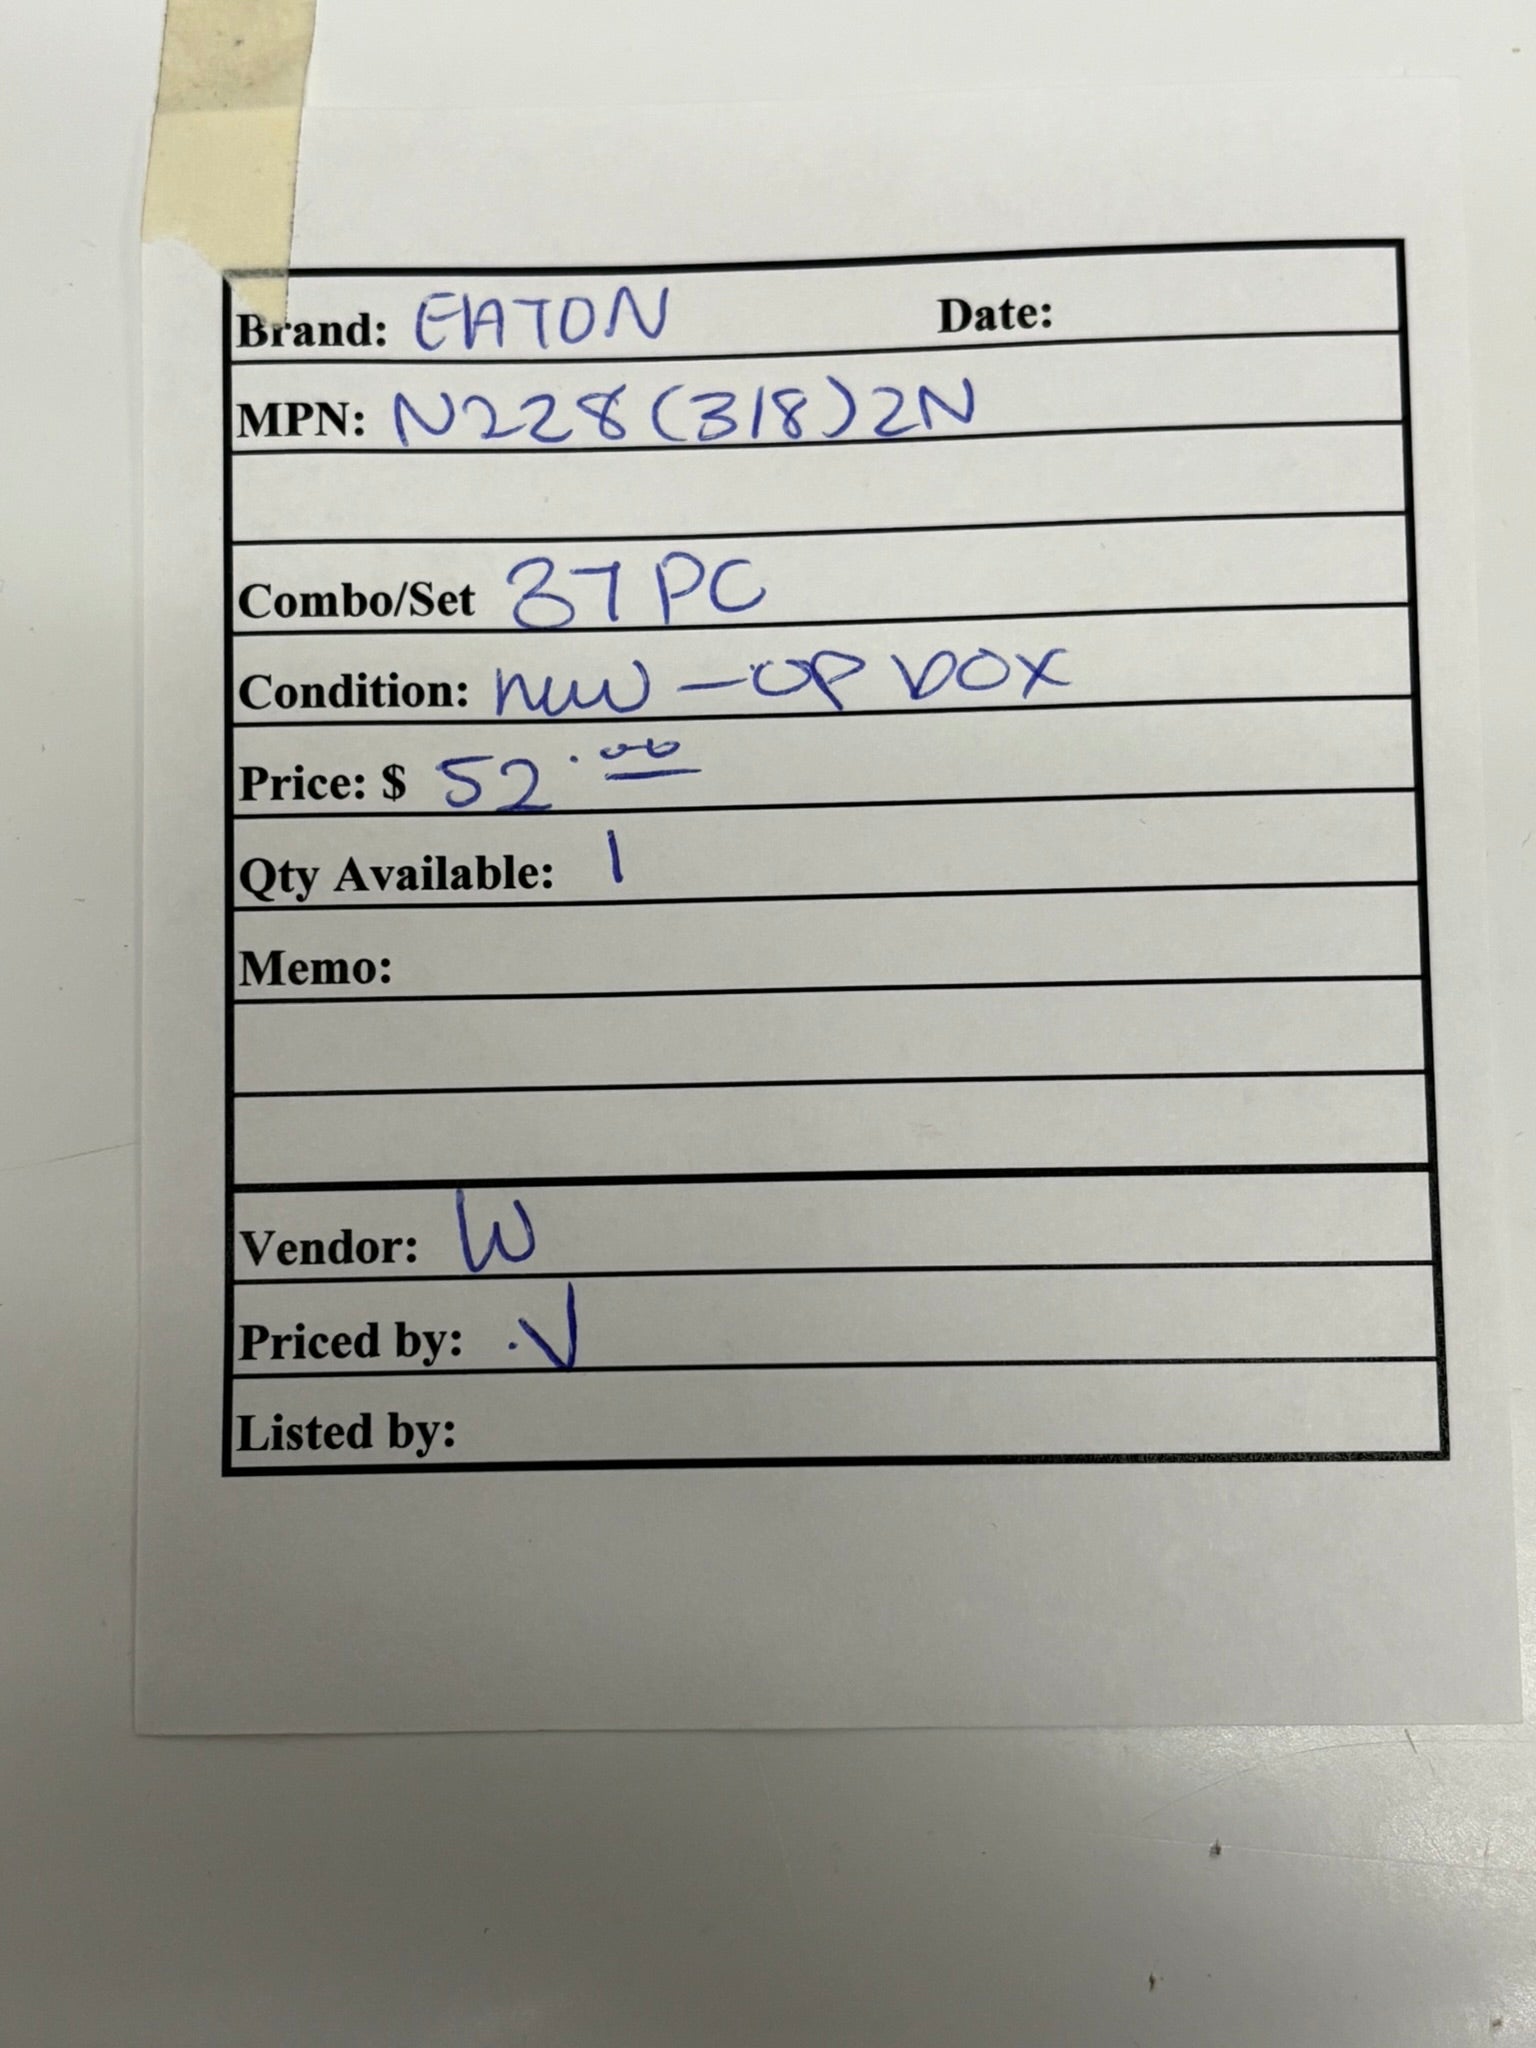 Brand: EATON Date:
MPN: N228(318)2N
Combo/Set 37 PC
Condition: new - OP box
Price: $ 52.00
Qty Available: 1
Memo:
Vendor: W
Priced by: .V
Listed by: